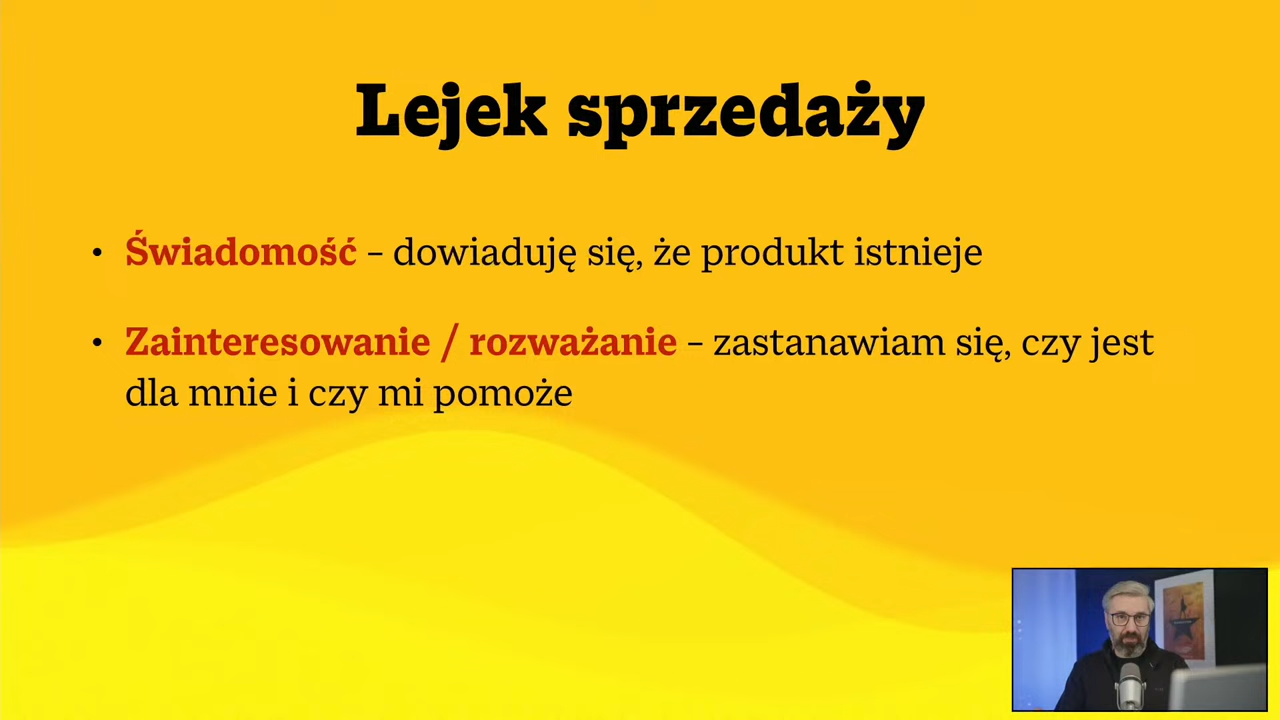 Lejek sprzedaży
• Świadomość – dowiaduję się, że produkt istnieje
• Zainteresowanie / rozważanie – zastanawiam się, czy jest
dla mnie i czy mi pomoże